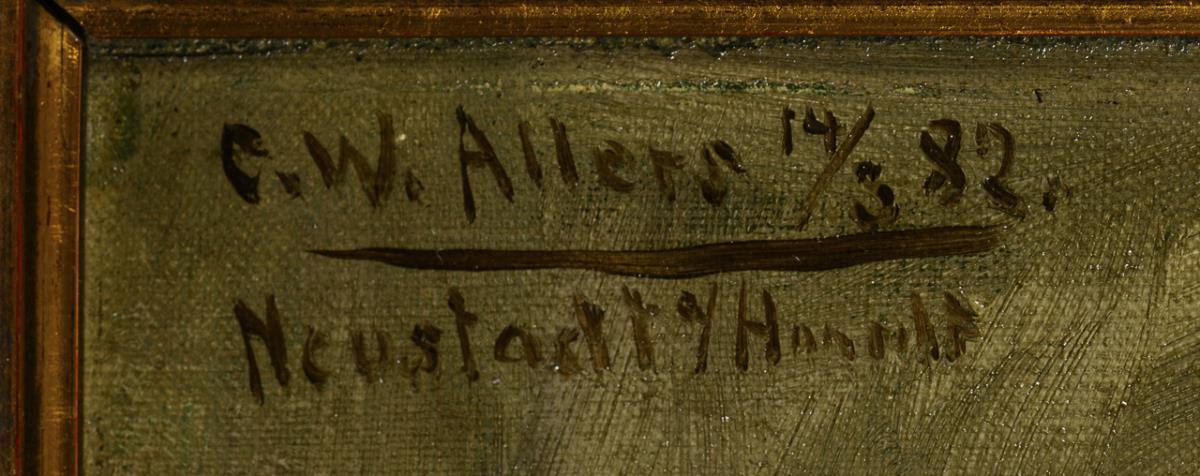 C.W. Allers 14/3 82.
Neustadt a/Haardt